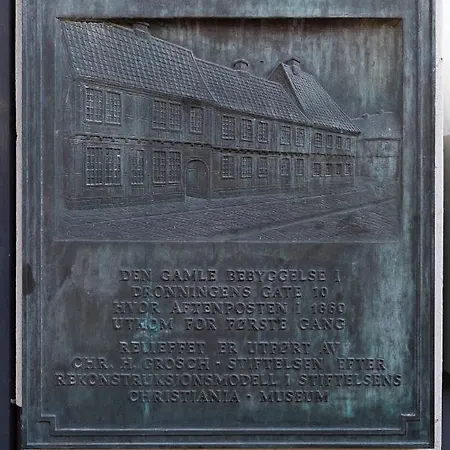 DEN GAMLE BEBYGGELSE I
DRONNINGENS GATE 10
HVOR AFTENPOSTEN I 1860
UTKOM FOR FØRSTE GANG
RELIEFFET ER UTFØRT AV
CHR. H. GROSCH - STIFTELSEN EFTER
REKONSTRUKSJONSMODELL I STIFTELSENS
CHRISTIANIA - MUSEUM